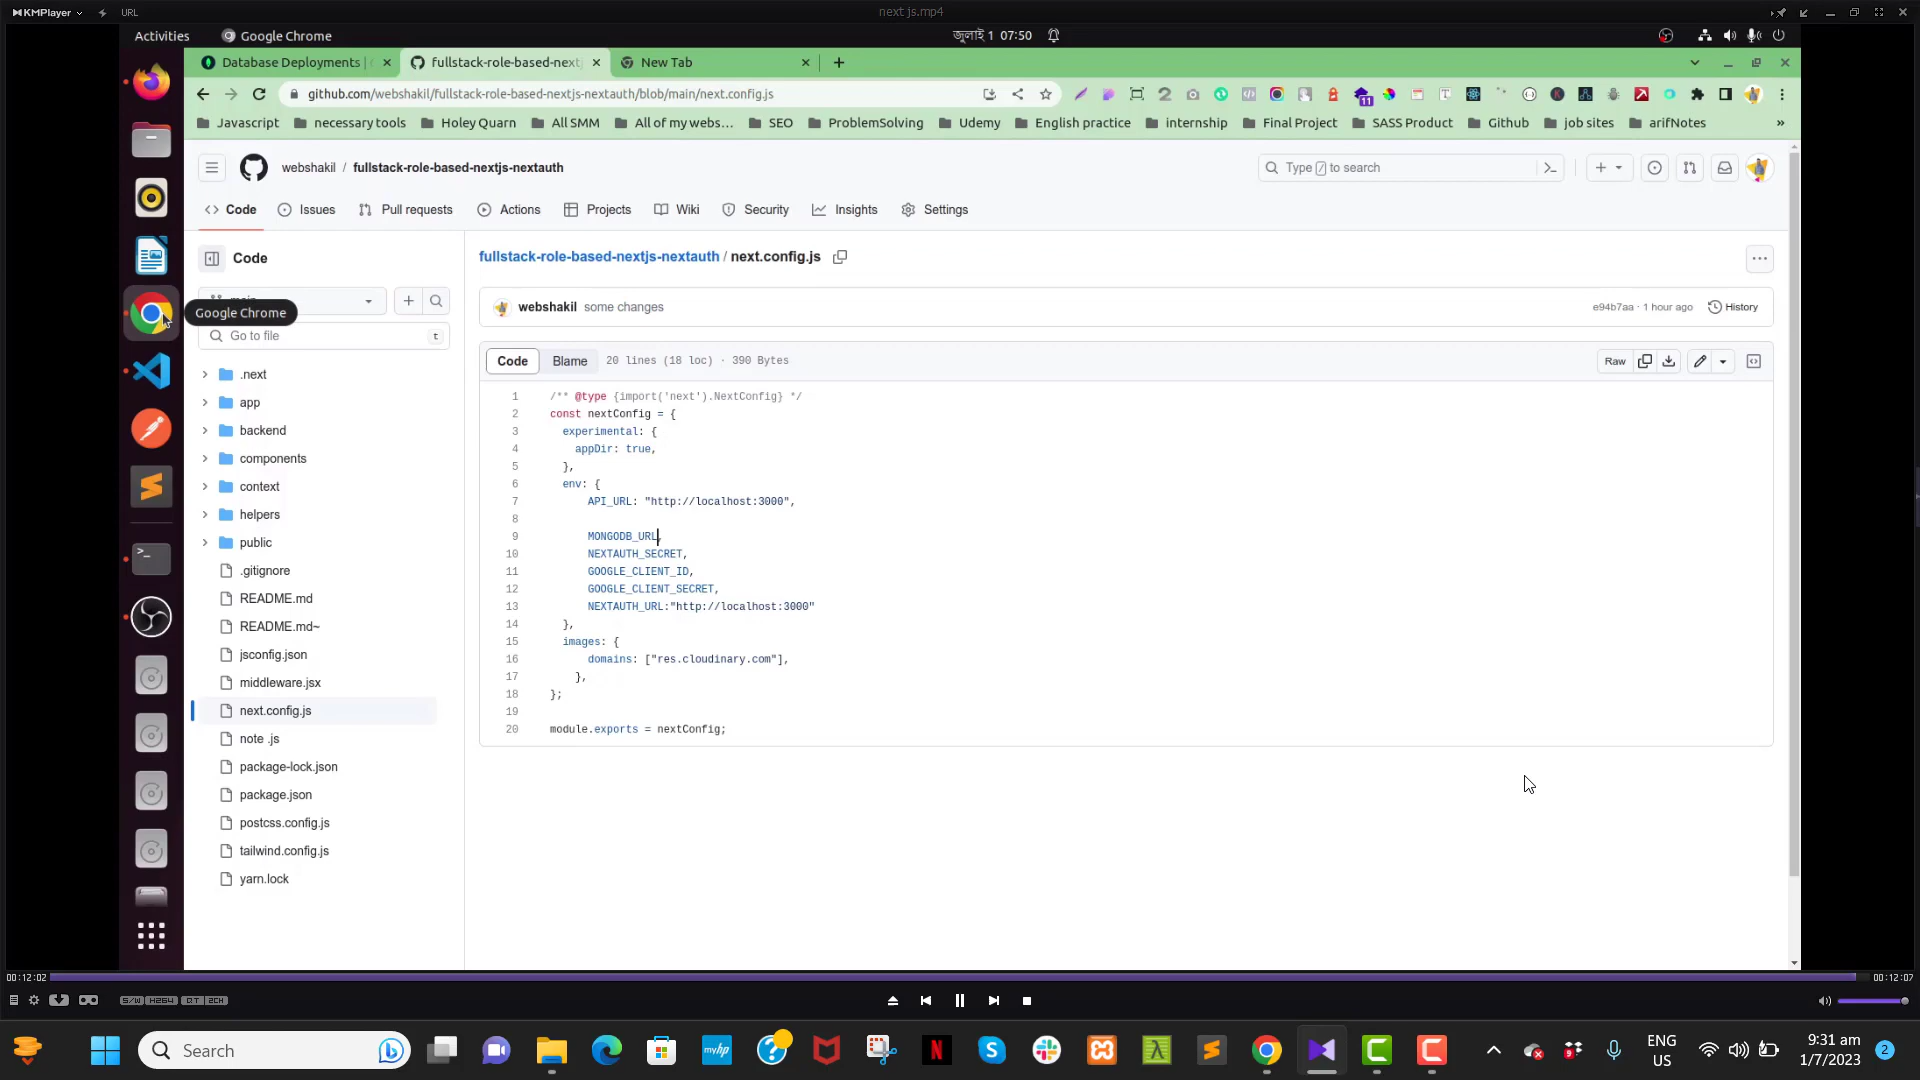 KMPlayer
URL
next js.mp4
Activities
Google Chrome
জুলাই 1 07:50
Database Deployments |
fullstack-role-based-nextj
New Tab
github.com/webshakil/fullstack-role-based-nextjs-nextauth/blob/main/next.config.js
11
Javascript
necessary tools
Holey Quarn
All SMM
All of my webs...
SEO
ProblemSolving
Udemy
English practice
internship
Final Project
SASS Product
Github
job sites
arifNotes
»
webshakil / fullstack-role-based-nextjs-nextauth
Type / to search
Code
Issues
Pull requests
Actions
Projects
Wiki
Security
Insights
Settings
Code
fullstack-role-based-nextjs-nextauth / next.config.js
main
Google Chrome
webshakil some changes
e94b7aa · 1 hour ago
History
Go to file
t
Code
Blame
20 lines (18 loc) · 390 Bytes
Raw
.next
app
backend
components
context
helpers
public
.gitignore
README.md
README.md~
jsconfig.json
middleware.jsx
next.config.js
note .js
package-lock.json
package.json
postcss.config.js
tailwind.config.js
yarn.lock
1 /** @type {import('next').NextConfig} */
2 const nextConfig = {
3 experimental: {
4 appDir: true,
5 },
6 env: {
7 API_URL: "http://localhost:3000",
8
9 MONGODB_URL,
10 NEXTAUTH_SECRET,
11 GOOGLE_CLIENT_ID,
12 GOOGLE_CLIENT_SECRET,
13 NEXTAUTH_URL:"http://localhost:3000"
14 },
15 images: {
16 domains: ["res.cloudinary.com"],
17 },
18 };
19
20 module.exports = nextConfig;
00:12:02
00:12:07
S/W H264 RT 2CH
Search
myhp
ENG
US
9:31 am
1/7/2023
2